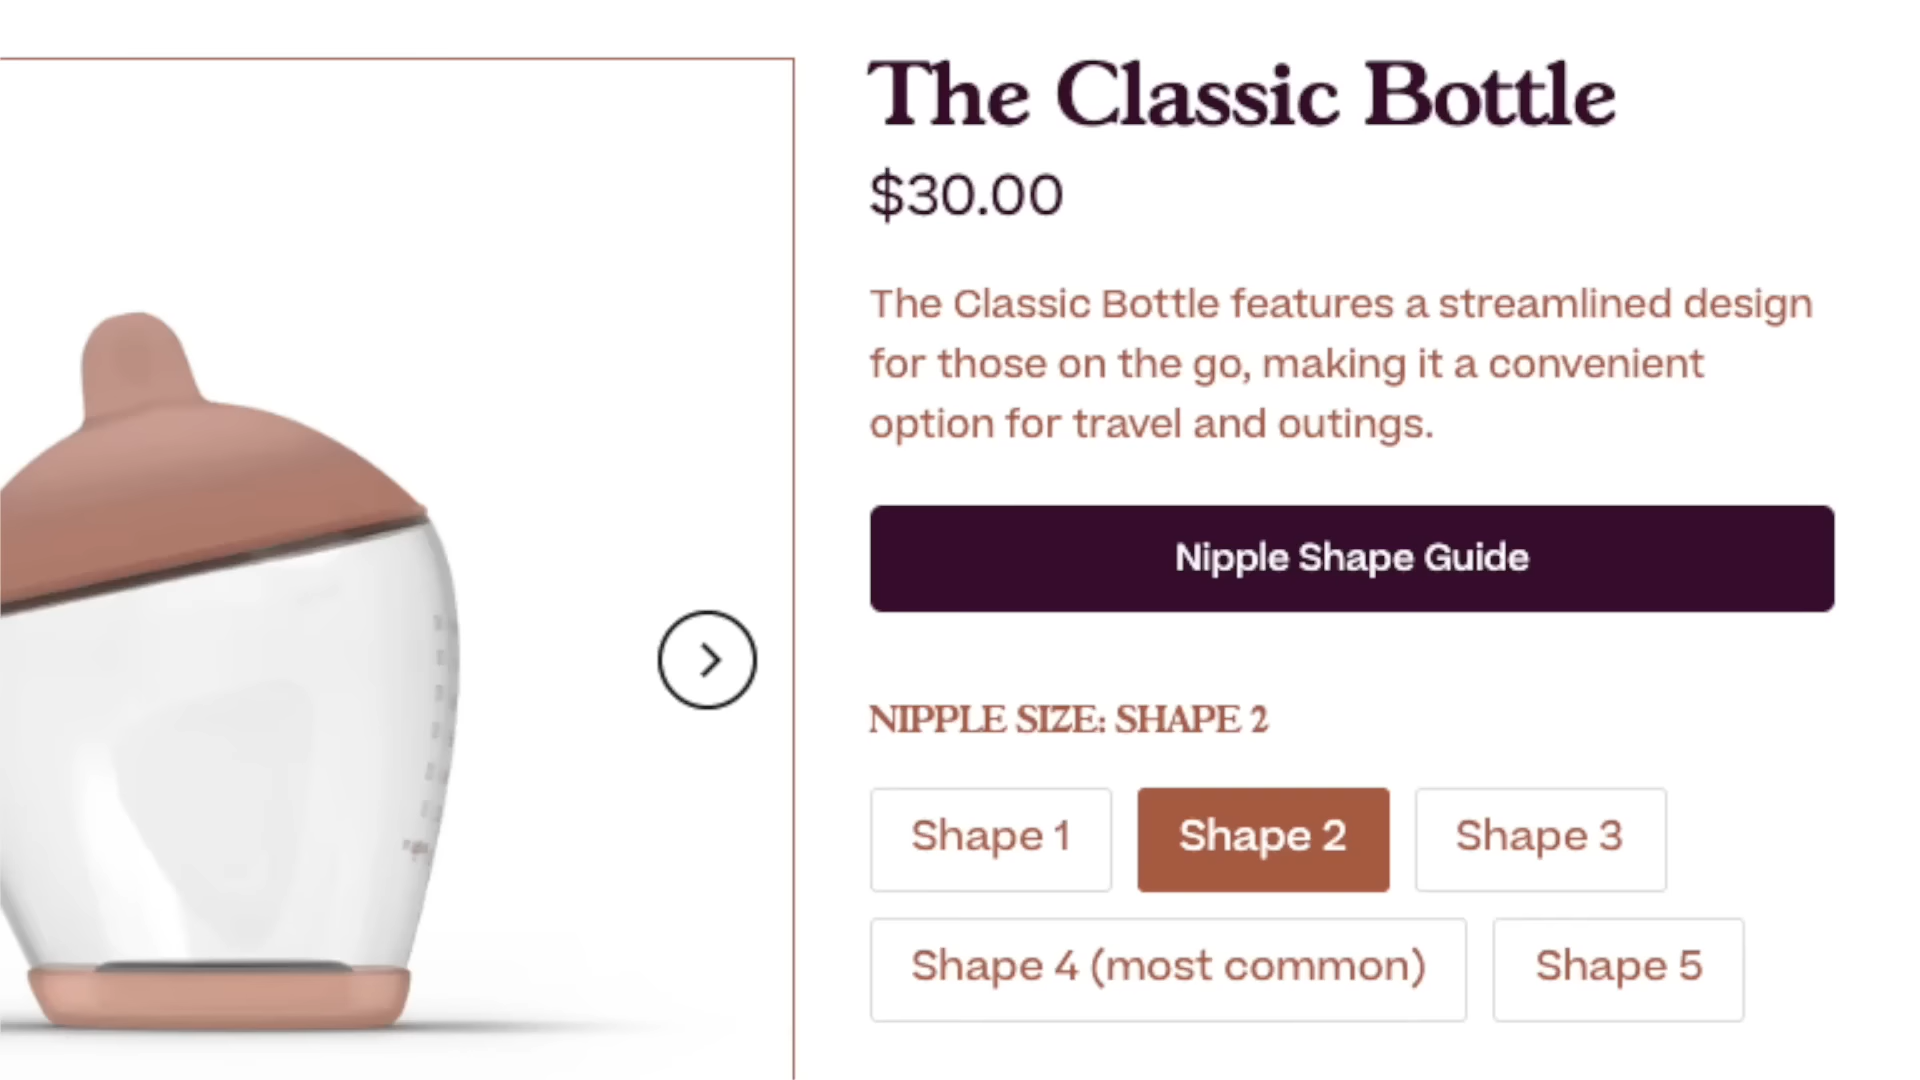 The Classic Bottle
$30.00
The Classic Bottle features a streamlined design
for those on the go, making it a convenient
option for travel and outings.
Nipple Shape Guide
NIPPLE SIZE: SHAPE 2
Shape 1
Shape 2
Shape 3
Shape 4 (most common)
Shape 5